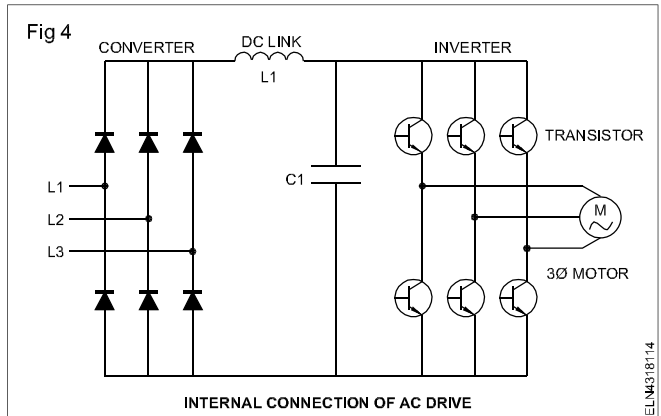 Fig 4
CONVERTER
DC LINK
L1
INVERTER
TRANSISTOR
L1
L2
L3
C1
M
3Ø MOTOR
INTERNAL CONNECTION OF AC DRIVE
ELN4318114